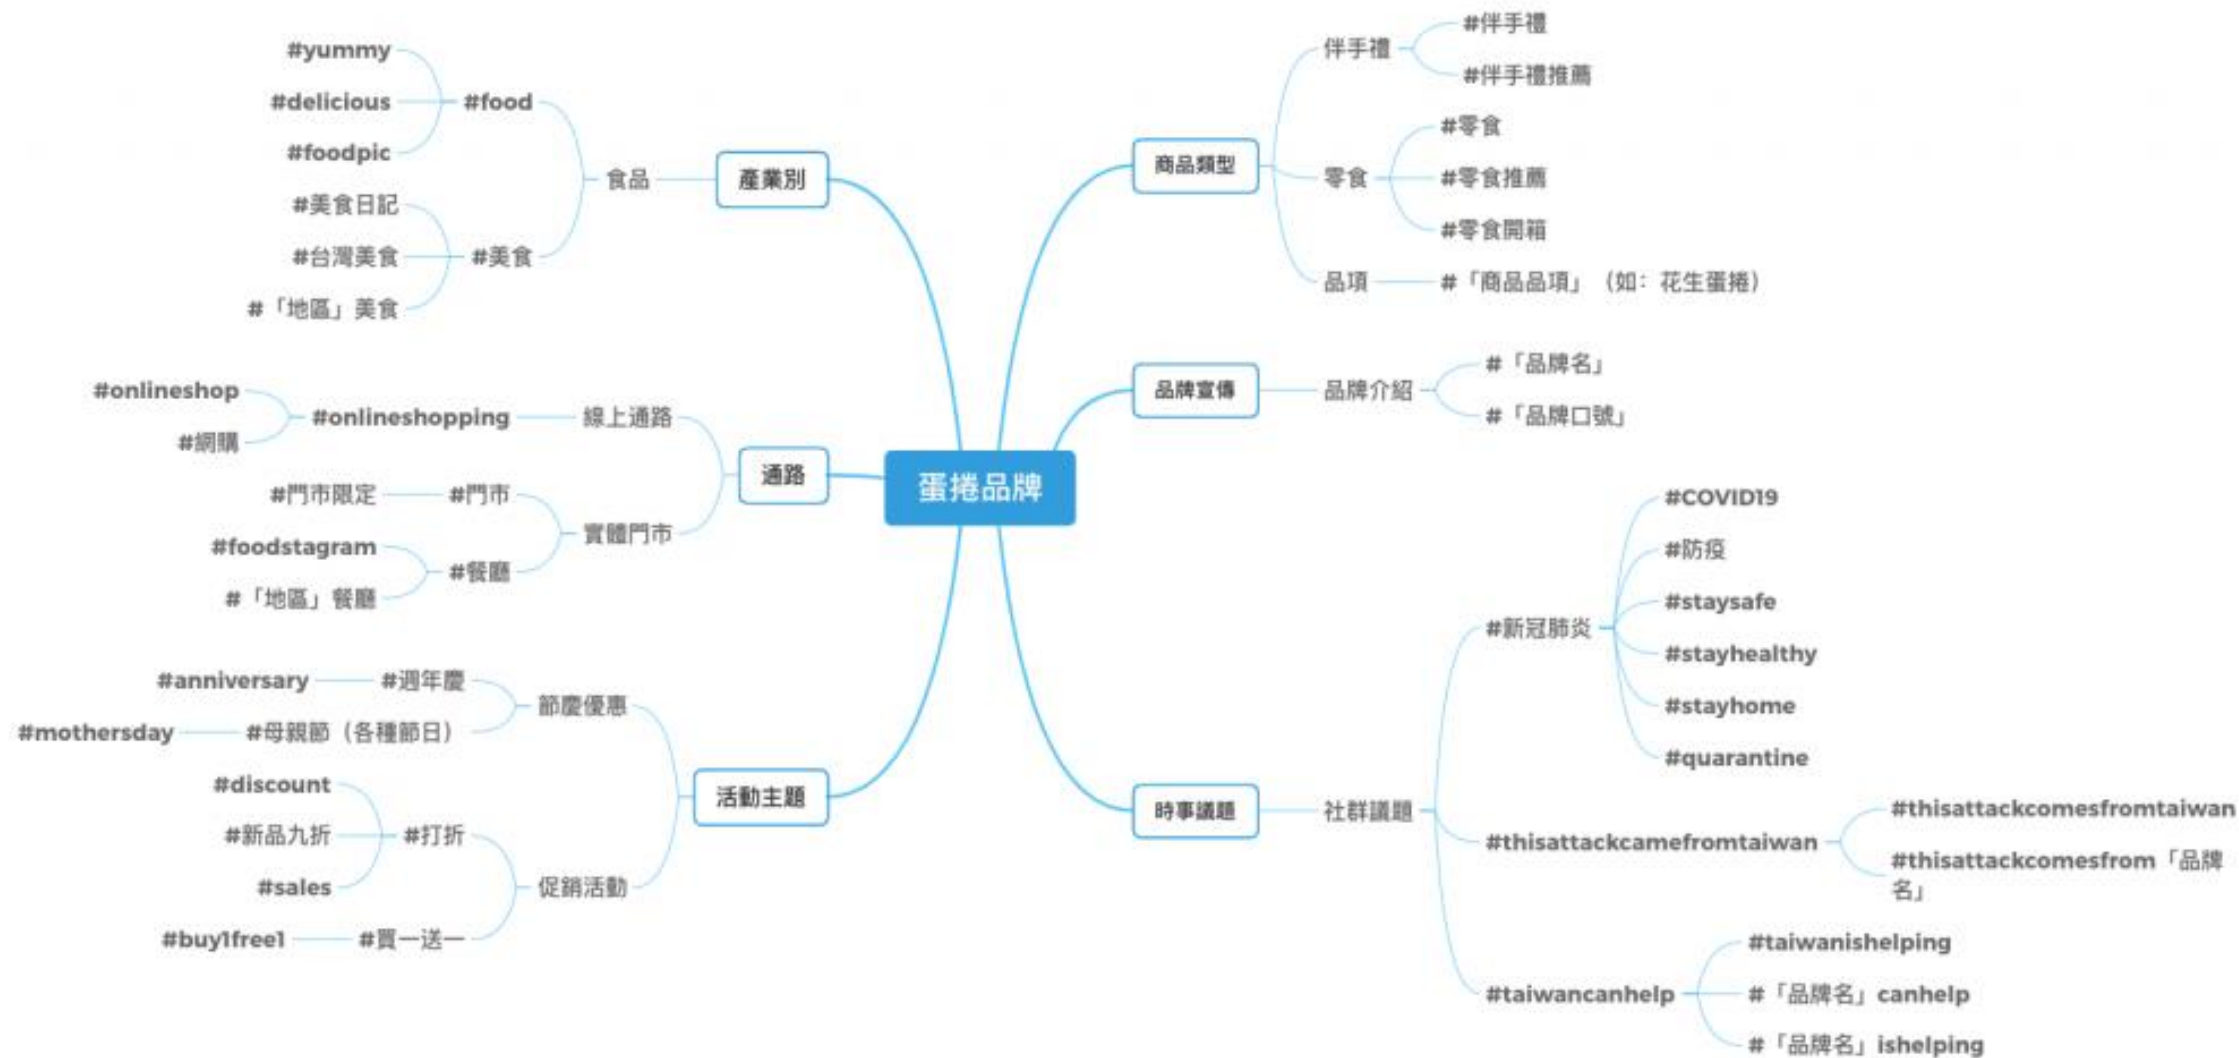 蛋捲品牌
產業別
食品
#food
#yummy
#delicious
#foodpic
#美食
#美食日記
#台灣美食
#「地區」美食
通路
線上通路
#onlineshopping
#onlineshop
#網購
實體門市
#門市
#門市限定
#餐廳
#foodstagram
#「地區」餐廳
活動主題
節慶優惠
#週年慶
#anniversary
#母親節（各種節日）
#mothersday
促銷活動
#打折
#discount
#新品九折
#sales
#買一送一
#buy1free1
商品類型
伴手禮
#伴手禮
#伴手禮推薦
零食
#零食
#零食推薦
#零食開箱
品項
#「商品品項」（如：花生蛋捲）
品牌宣傳
品牌介紹
#「品牌名」
#「品牌口號」
時事議題
社群議題
#新冠肺炎
#COVID19
#防疫
#staysafe
#stayhealthy
#stayhome
#quarantine
#thisattackcamefromtaiwan
#thisattackcomesfromtaiwan
#thisattackcomesfrom「品牌
名」
#taiwancanhelp
#taiwanishelping
#「品牌名」canhelp
#「品牌名」ishelping